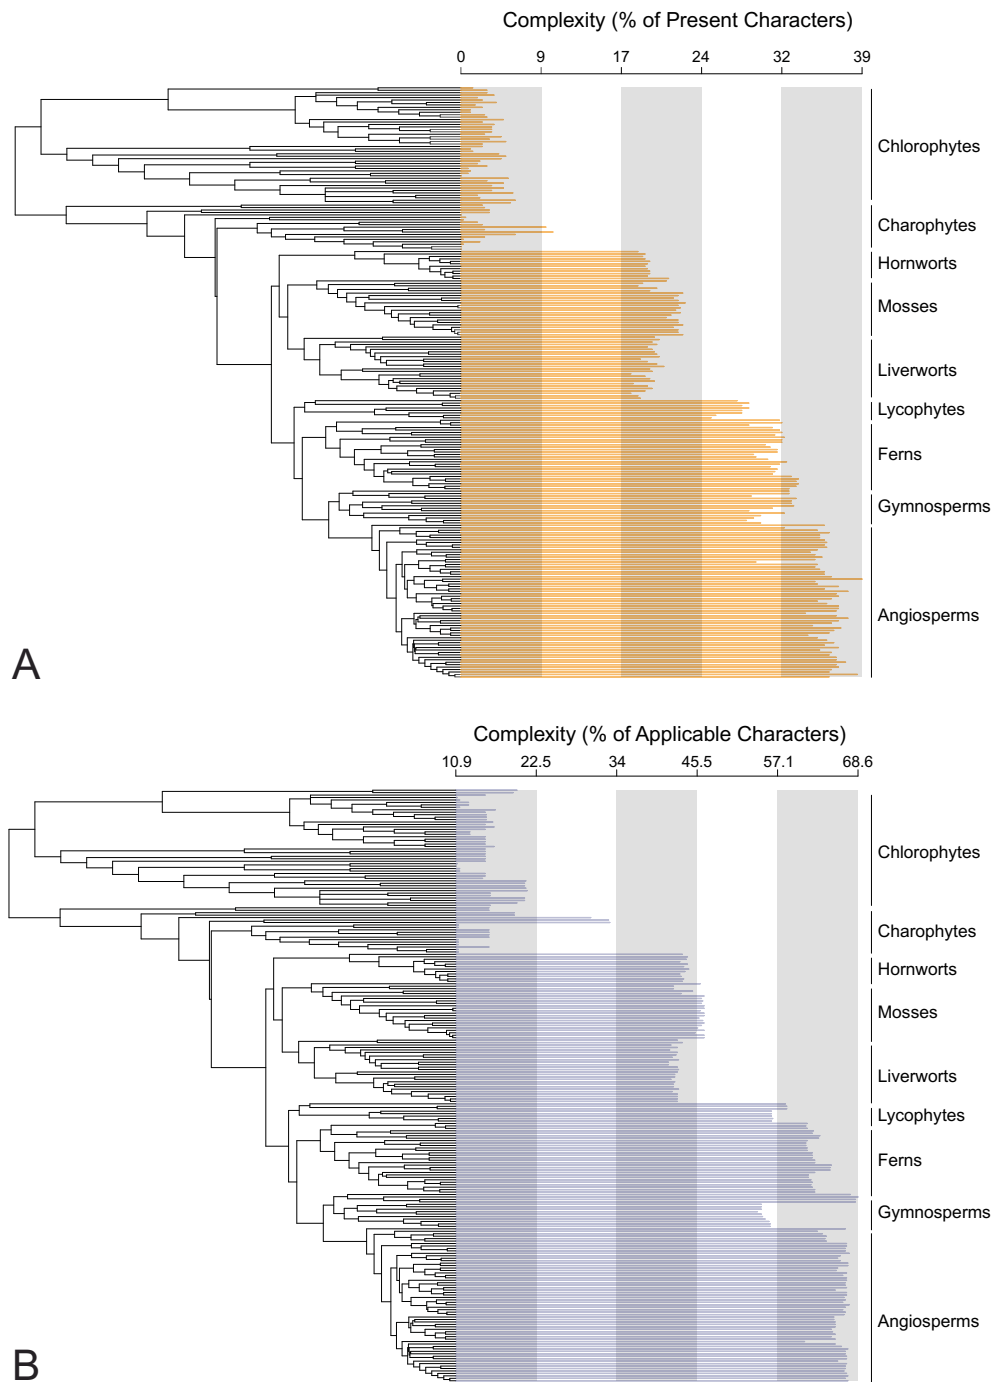 Complexity (% of Present Characters)
0 9 17 24 32 39
Chlorophytes
Charophytes
Hornworts
Mosses
Liverworts
Lycophytes
Ferns
Gymnosperms
Angiosperms
A
Complexity (% of Applicable Characters)
10.9 22.5 34 45.5 57.1 68.6
Chlorophytes
Charophytes
Hornworts
Mosses
Liverworts
Lycophytes
Ferns
Gymnosperms
Angiosperms
B